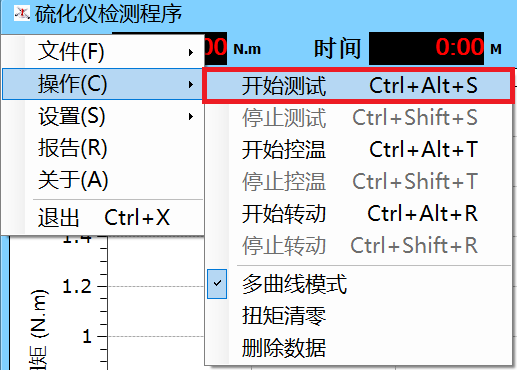 硫化仪检测程序
00 N.m 时间 0:00 M
文件(F)
操作(C)
设置(S)
报告(R)
关于(A)
退出 Ctrl+X
开始测试 Ctrl+Alt+S
停止测试 Ctrl+Shift+S
开始控温 Ctrl+Alt+T
停止控温 Ctrl+Shift+T
开始转动 Ctrl+Alt+R
停止转动 Ctrl+Shift+R
多曲线模式
扭矩清零
删除数据
1.4
1.2
1
矩 (N.m)